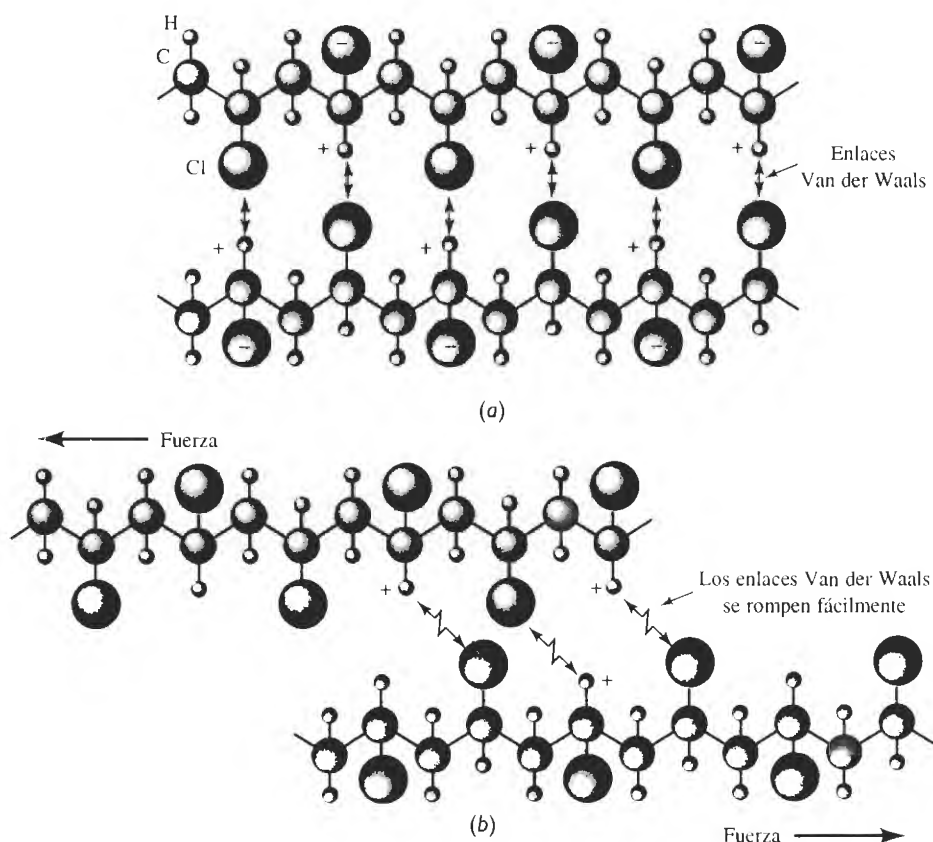 H
C
− − −
Cl
+ + +
Enlaces
Van der Waals
+ + +
− − −
(a)
Fuerza
+ +
Los enlaces Van der Waals
se rompen fácilmente
+
(b)
Fuerza